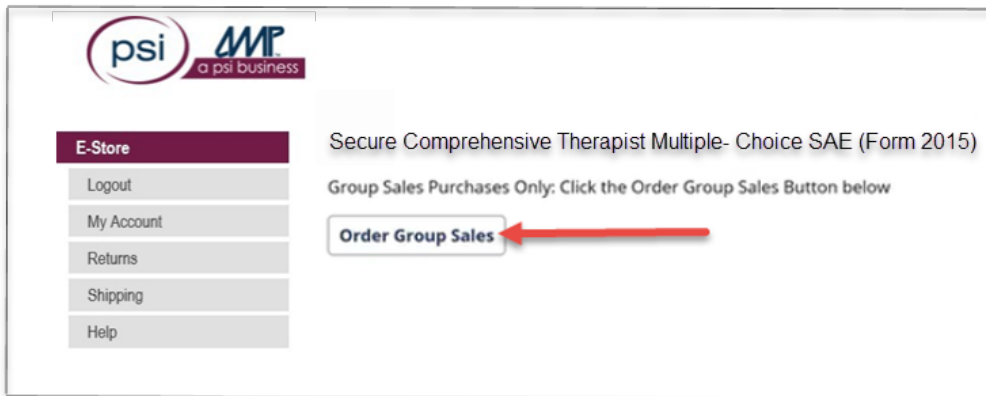 psi
AMP
a psi business
E-Store
Logout
My Account
Returns
Shipping
Help
Secure Comprehensive Therapist Multiple- Choice SAE (Form 2015)
Group Sales Purchases Only: Click the Order Group Sales Button below
Order Group Sales